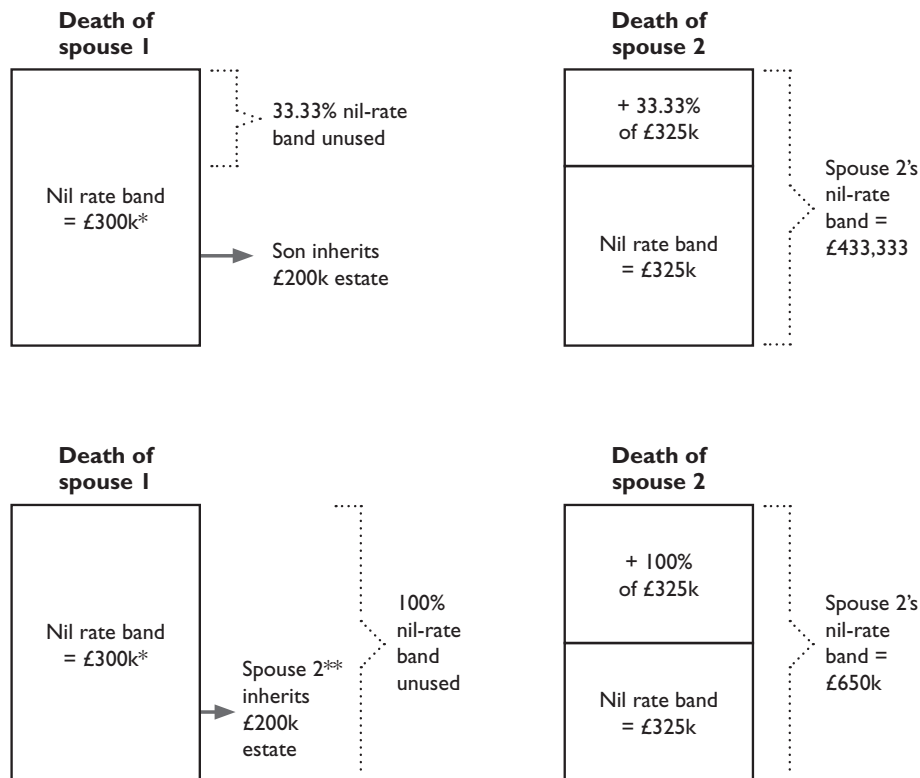 Death of
spouse 1
Death of
spouse 2
33.33% nil-rate
band unused
+ 33.33%
of £325k
Nil rate band
= £300k*
Spouse 2's
nil-rate
band =
£433,333
Son inherits
£200k estate
Nil rate band
= £325k
Death of
spouse 1
Death of
spouse 2
+ 100%
of £325k
Nil rate band
= £300k*
100%
nil-rate
band
unused
Spouse 2's
nil-rate
band =
£650k
Spouse 2**
inherits
£200k
estate
Nil rate band
= £325k